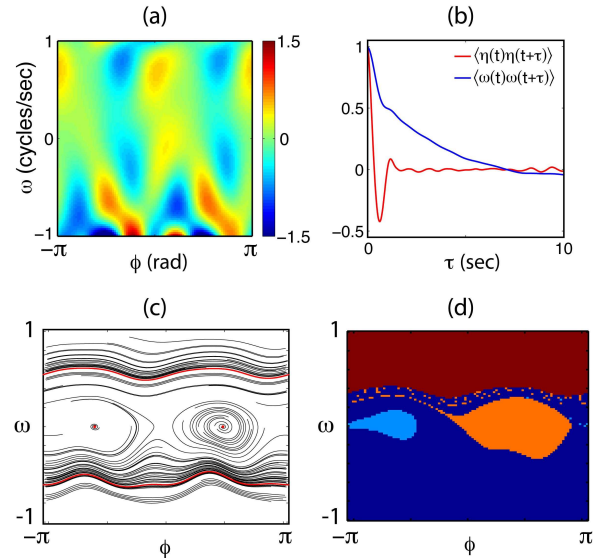 (a)
(b)
ω (cycles/sec)
1
0
-1
−π
ϕ (rad)
π
1.5
0
−1.5
1
0.5
0
−0.5
0
τ (sec)
10
⟨η(t)η(t+τ)⟩
⟨ω(t)ω(t+τ)⟩
(c)
(d)
1
ω
-1
-π
ϕ
π
1
ω
-1
-π
ϕ
π